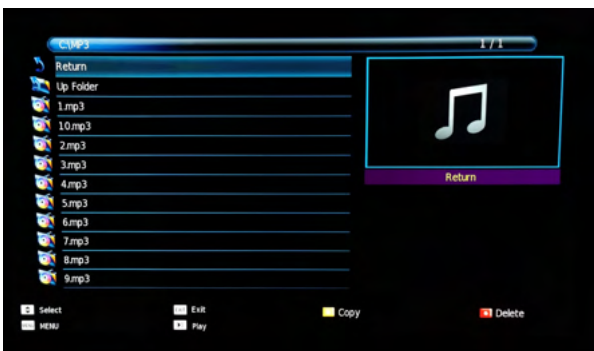 C:\MP3 1/1
Return
Up Folder
1.mp3
10.mp3
2.mp3
3.mp3
4.mp3
5.mp3
6.mp3
7.mp3
8.mp3
9.mp3
Return
Select Exit Copy Delete
MENU Play